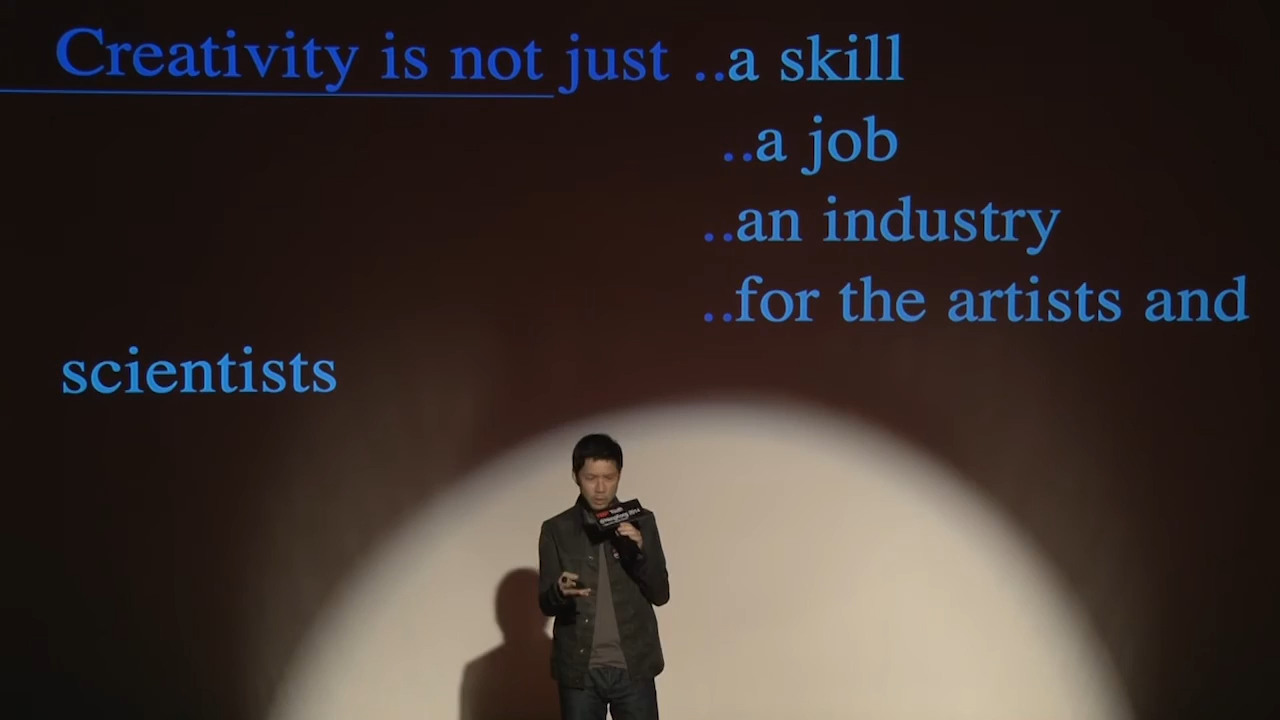 Creativity is not just ..a skill
..a job
..an industry
..for the artists and
scientists